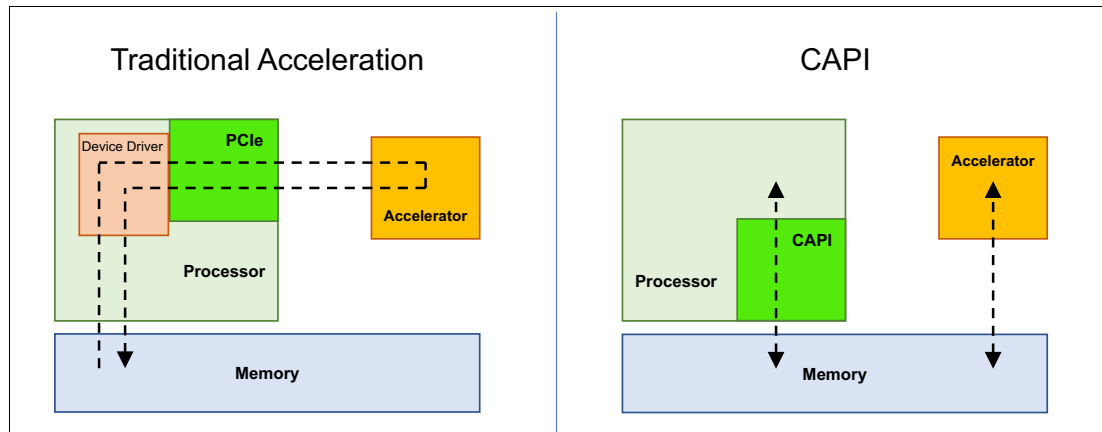 Traditional Acceleration
Device Driver
PCIe
Accelerator
Processor
Memory
CAPI
Accelerator
CAPI
Processor
Memory